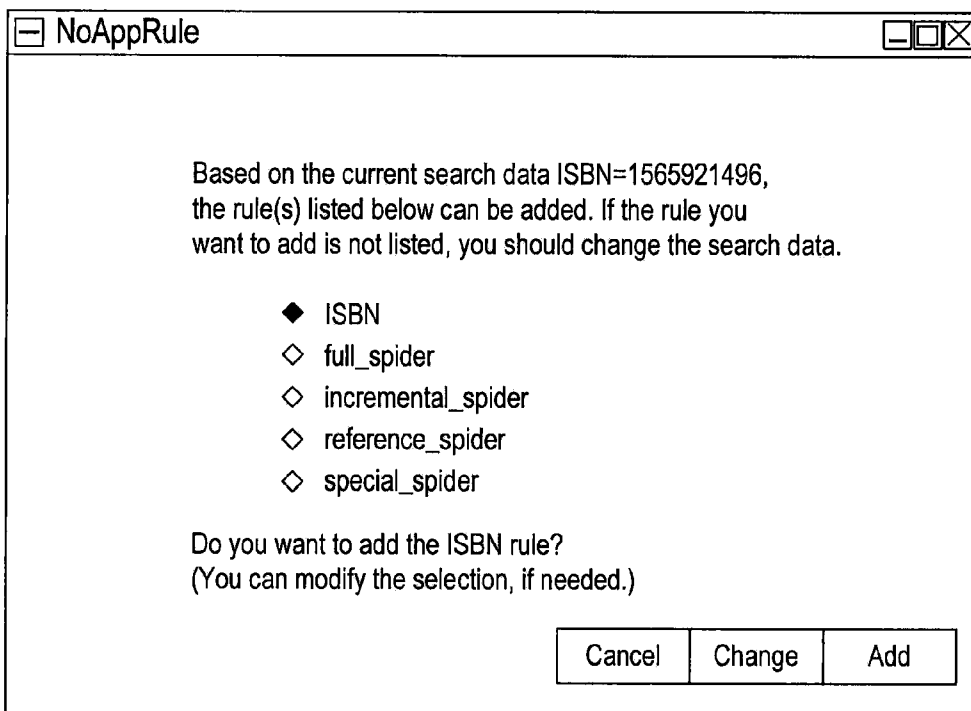 NoAppRule
Based on the current search data ISBN=1565921496,
the rule(s) listed below can be added. If the rule you
want to add is not listed, you should change the search data.
ISBN
full_spider
incremental_spider
reference_spider
special_spider
Do you want to add the ISBN rule?
(You can modify the selection, if needed.)
Cancel Change Add